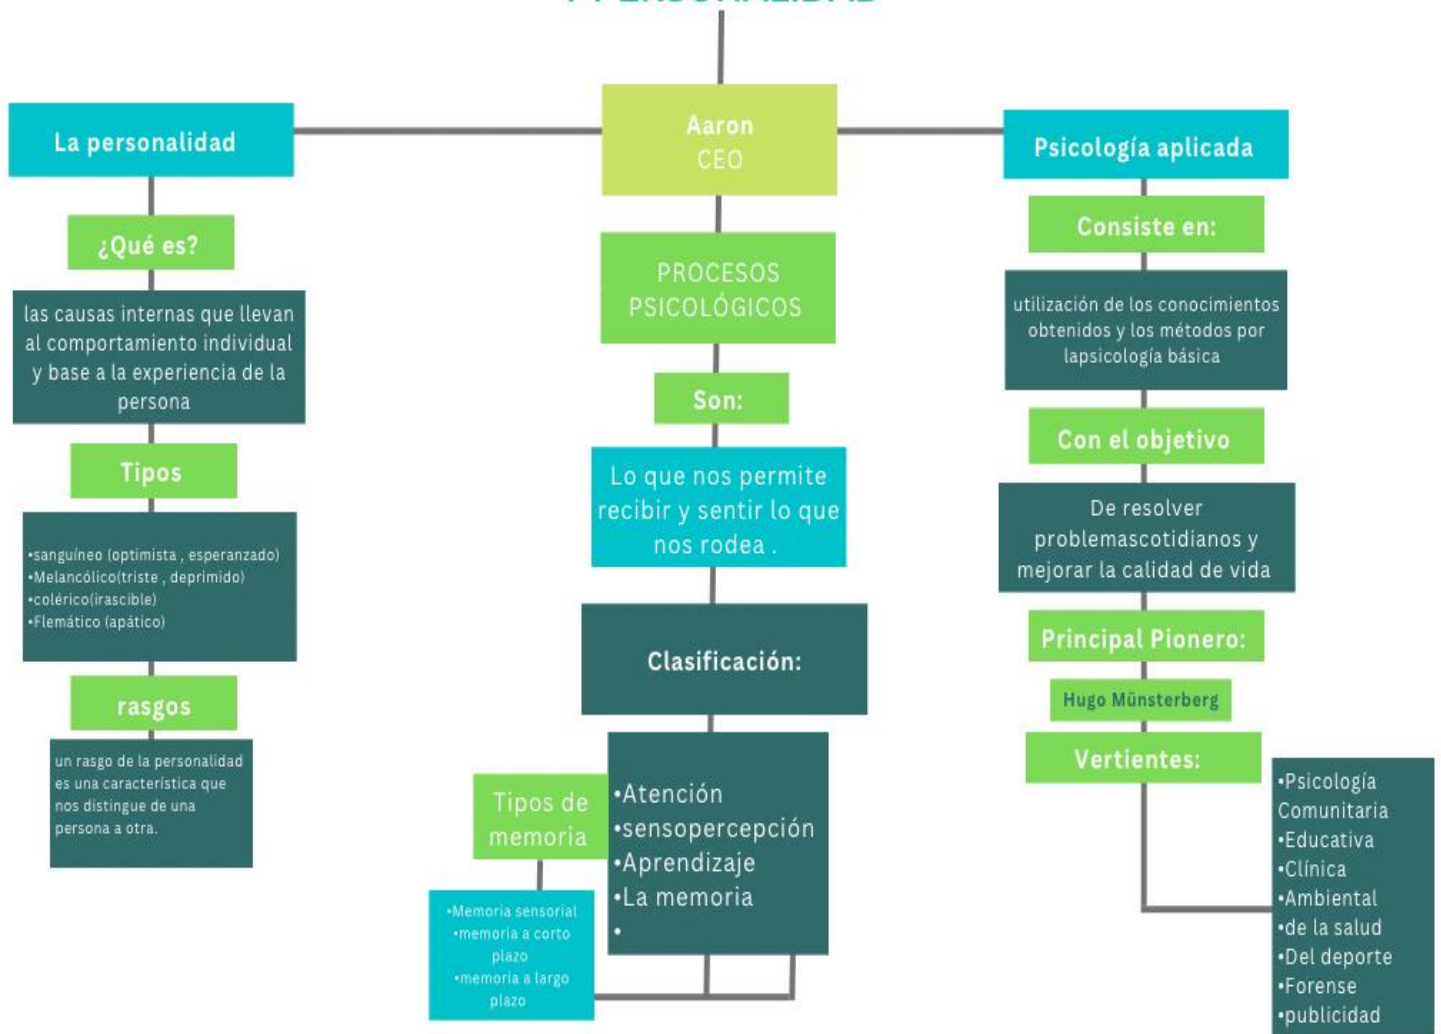 Y PERSONALIDAD
La personalidad
¿Qué es?
las causas internas que llevan
al comportamiento individual
y base a la experiencia de la
persona
Tipos
•sanguíneo (optimista , esperanzado)
•Melancólico(triste , deprimido)
•colérico(irascible)
•Flemático (apático)
rasgos
un rasgo de la personalidad
es una característica que
nos distingue de una
persona a otra.
Aaron
CEO
PROCESOS
PSICOLÓGICOS
Son:
Lo que nos permite
recibir y sentir lo que
nos rodea .
Clasificación:
•Atención
•sensopercepción
•Aprendizaje
•La memoria
•
Tipos de
memoria
•Memoria sensorial
•memoria a corto
plazo
•memoria a largo
plazo
Psicología aplicada
Consiste en:
utilización de los conocimientos
obtenidos y los métodos por
lapsicología básica
Con el objetivo
De resolver
problemascotidianos y
mejorar la calidad de vida
Principal Pionero:
Hugo Münsterberg
Vertientes:
•Psicología
Comunitaria
•Educativa
•Clínica
•Ambiental
•de la salud
•Del deporte
•Forense
•publicidad